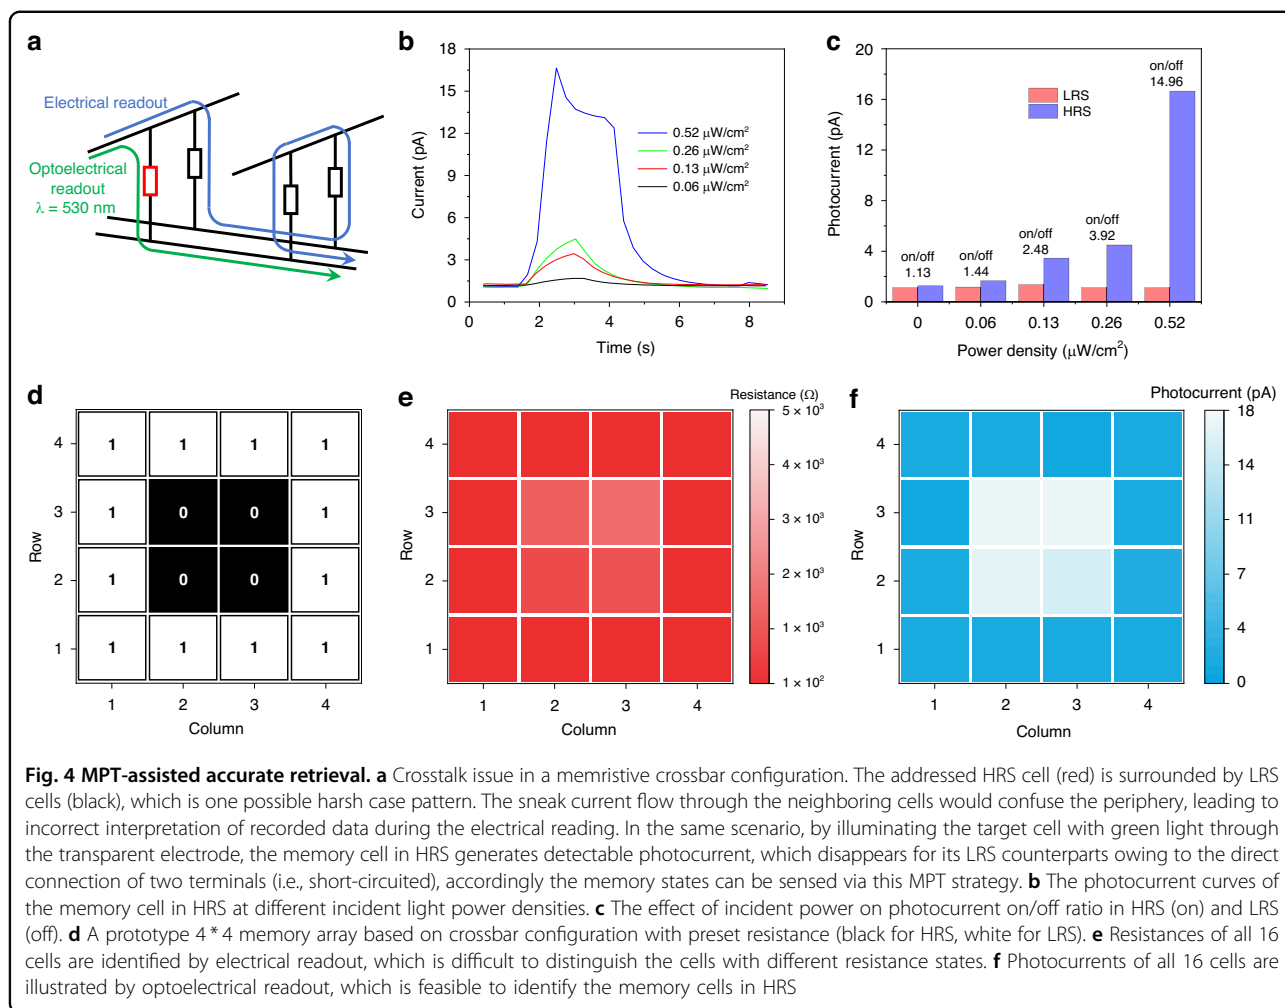 a
Electrical readout
Optoelectrical
readout
λ = 530 nm
b
18
15
12
9
6
3
0
Current (pA)
0.52 μW/cm²
0.26 μW/cm²
0.13 μW/cm²
0.06 μW/cm²
0 2 4 6 8
Time (s)
c
20
16
12
8
4
0
Photocurrent (pA)
LRS
HRS
on/off
1.13
on/off
1.44
on/off
2.48
on/off
3.92
on/off
14.96
0 0.06 0.13 0.26 0.52
Power density (μW/cm²)
d
Row
4 1 1 1 1
3 1 0 0 1
2 1 0 0 1
1 1 1 1 1
1 2 3 4
Column
e
Resistance (Ω)
5 × 10³
4 × 10³
3 × 10³
2 × 10³
1 × 10³
1 × 10²
Row
4
3
2
1
1 2 3 4
Column
f
Photocurrent (pA)
18
14
11
7
4
0
Row
4
3
2
1
1 2 3 4
Column
Fig. 4 MPT-assisted accurate retrieval. a Crosstalk issue in a memristive crossbar configuration. The addressed HRS cell (red) is surrounded by LRS
cells (black), which is one possible harsh case pattern. The sneak current flow through the neighboring cells would confuse the periphery, leading to
incorrect interpretation of recorded data during the electrical reading. In the same scenario, by illuminating the target cell with green light through
the transparent electrode, the memory cell in HRS generates detectable photocurrent, which disappears for its LRS counterparts owing to the direct
connection of two terminals (i.e., short-circuited), accordingly the memory states can be sensed via this MPT strategy. b The photocurrent curves of
the memory cell in HRS at different incident light power densities. c The effect of incident power on photocurrent on/off ratio in HRS (on) and LRS
(off). d A prototype 4 * 4 memory array based on crossbar configuration with preset resistance (black for HRS, white for LRS). e Resistances of all 16
cells are identified by electrical readout, which is difficult to distinguish the cells with different resistance states. f Photocurrents of all 16 cells are
illustrated by optoelectrical readout, which is feasible to identify the memory cells in HRS